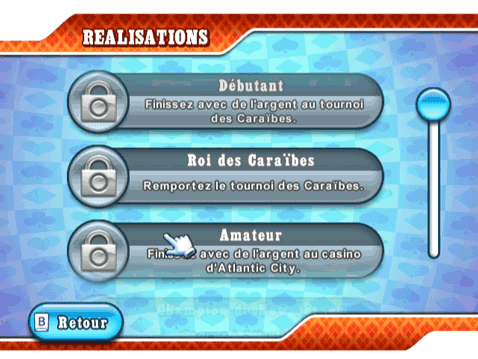 REALISATIONS
Débutant
Finissez avec de l'argent au tournoi
des Caraïbes.
Roi des Caraïbes
Remportez le tournoi des Caraïbes.
Amateur
avec de l'argent au casino
d'Atlantic City.
B Retour